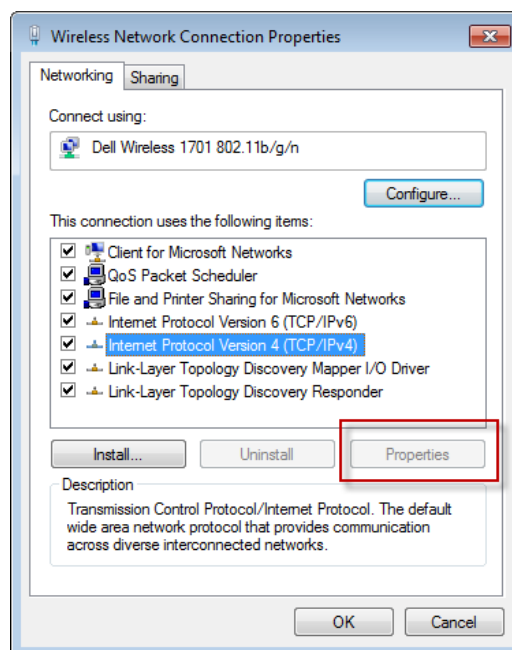 Wireless Network Connection Properties
Networking
Sharing
Connect using:
Dell Wireless 1701 802.11b/g/n
Configure...
This connection uses the following items:
Client for Microsoft Networks
QoS Packet Scheduler
File and Printer Sharing for Microsoft Networks
Internet Protocol Version 6 (TCP/IPv6)
Internet Protocol Version 4 (TCP/IPv4)
Link-Layer Topology Discovery Mapper I/O Driver
Link-Layer Topology Discovery Responder
Install...
Uninstall
Properties
Description
Transmission Control Protocol/Internet Protocol. The default
wide area network protocol that provides communication
across diverse interconnected networks.
OK
Cancel